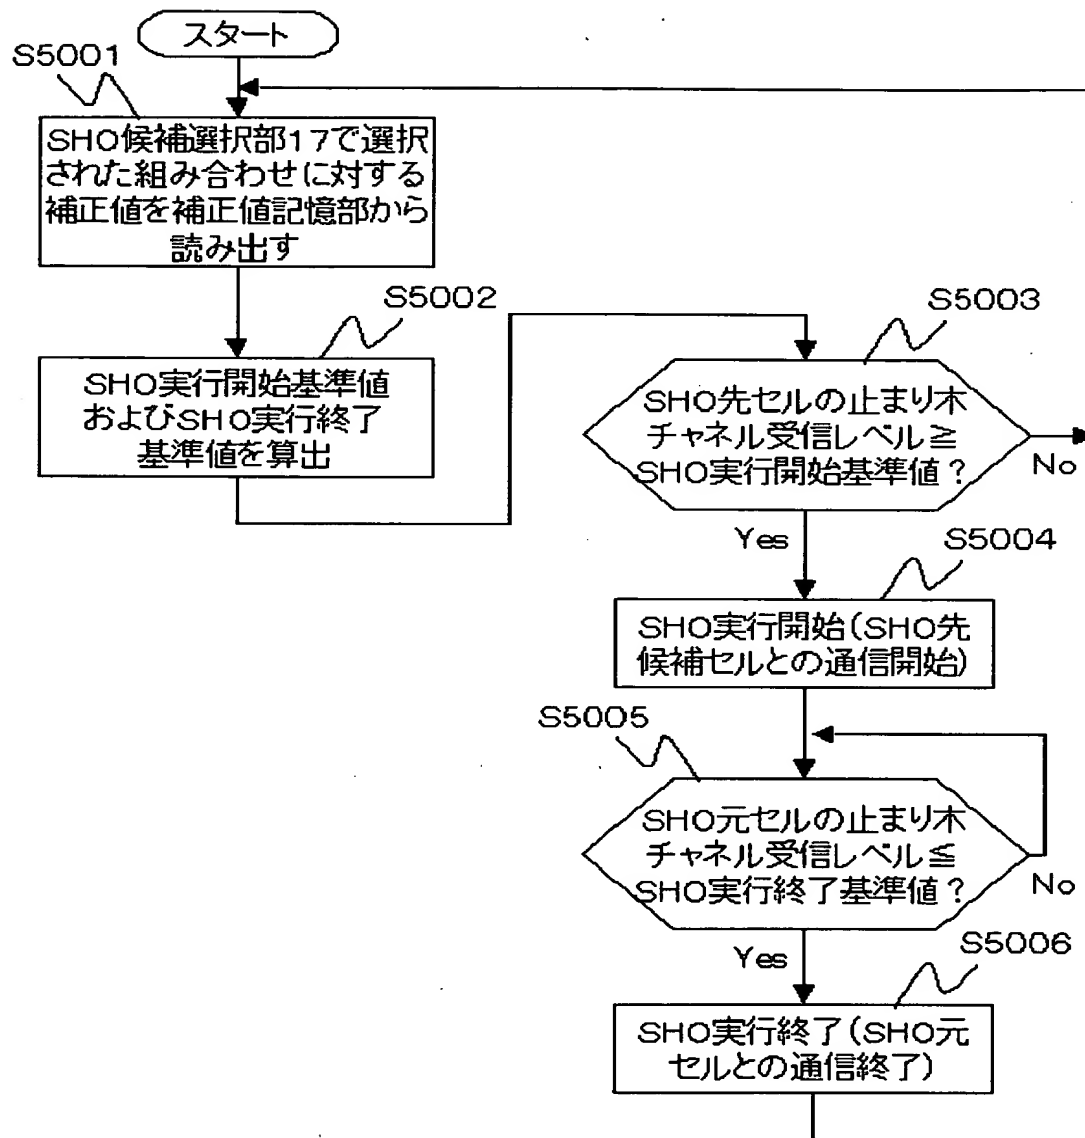 スタート
S5001
SHO候補選択部17で選択
された組み合わせに対する
補正値を補正値記憶部から
読み出す
S5002
SHO実行開始基準値
およびSHO実行終了
基準値を算出
S5003
SHO先セルの止まり木
チャネル受信レベル≧
SHO実行開始基準値?
No
Yes
S5004
SHO実行開始(SHO先
候補セルとの通信開始)
S5005
SHO元セルの止まり木
チャネル受信レベル≦
SHO実行終了基準値?
No
Yes
S5006
SHO実行終了(SHO元
セルとの通信終了)